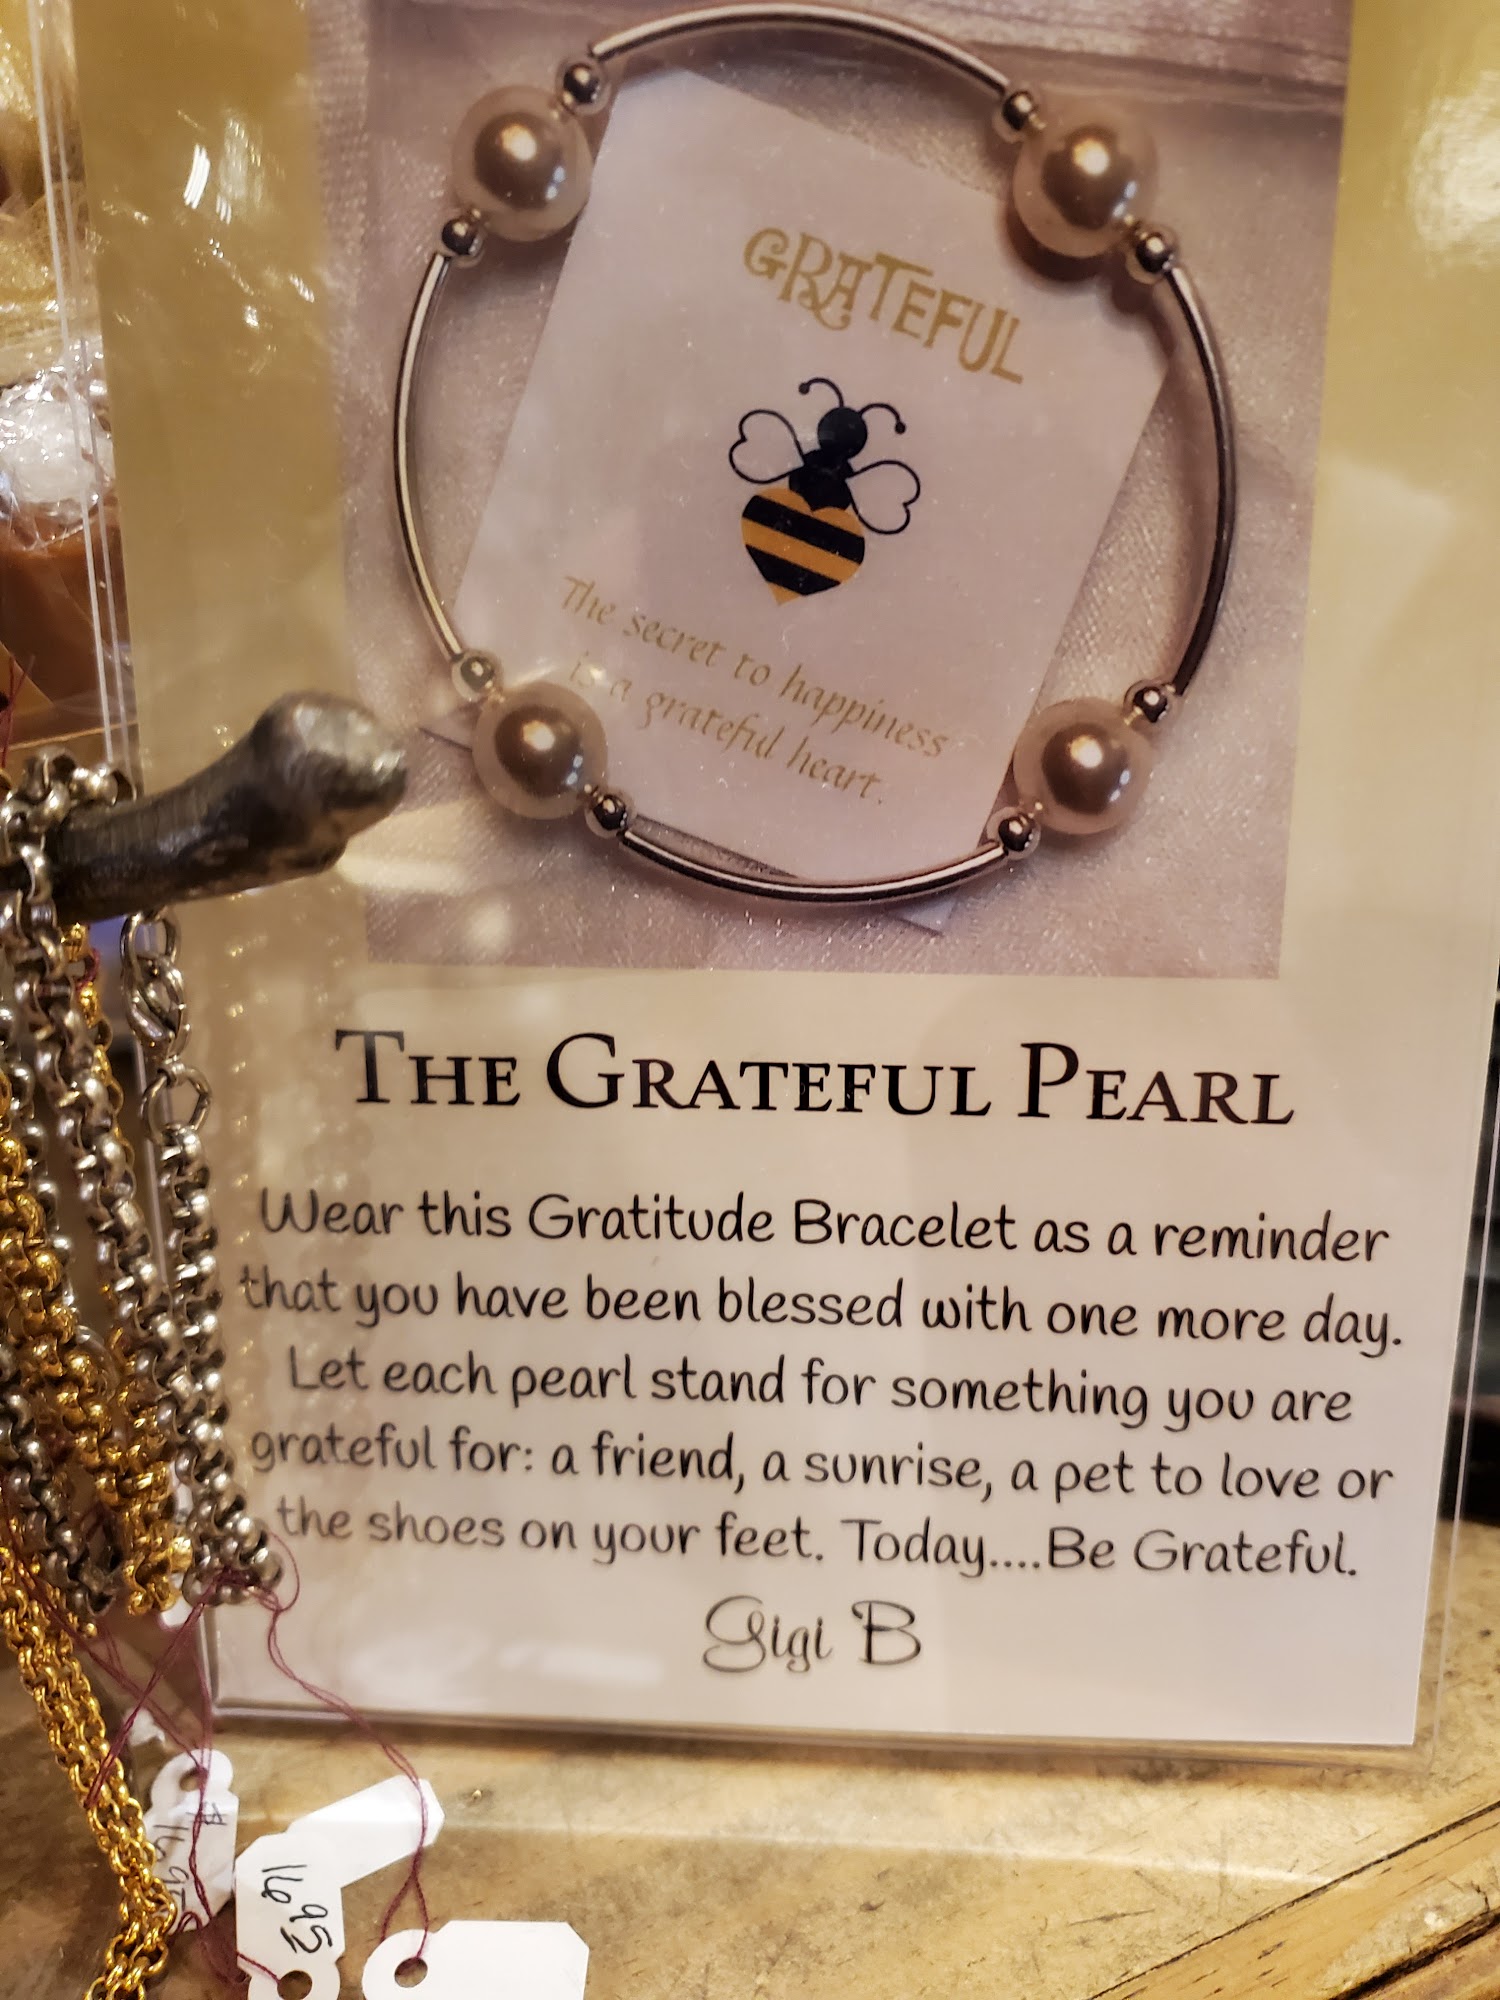 GRATEFUL
The secret to happiness
is a grateful heart.
THE GRATEFUL PEARL
Wear this Gratitude Bracelet as a reminder
that you have been blessed with one more day.
Let each pearl stand for something you are
grateful for: a friend, a sunrise, a pet to love or
the shoes on your feet. Today....Be Grateful.
Gigi B
$
16 95
16 95